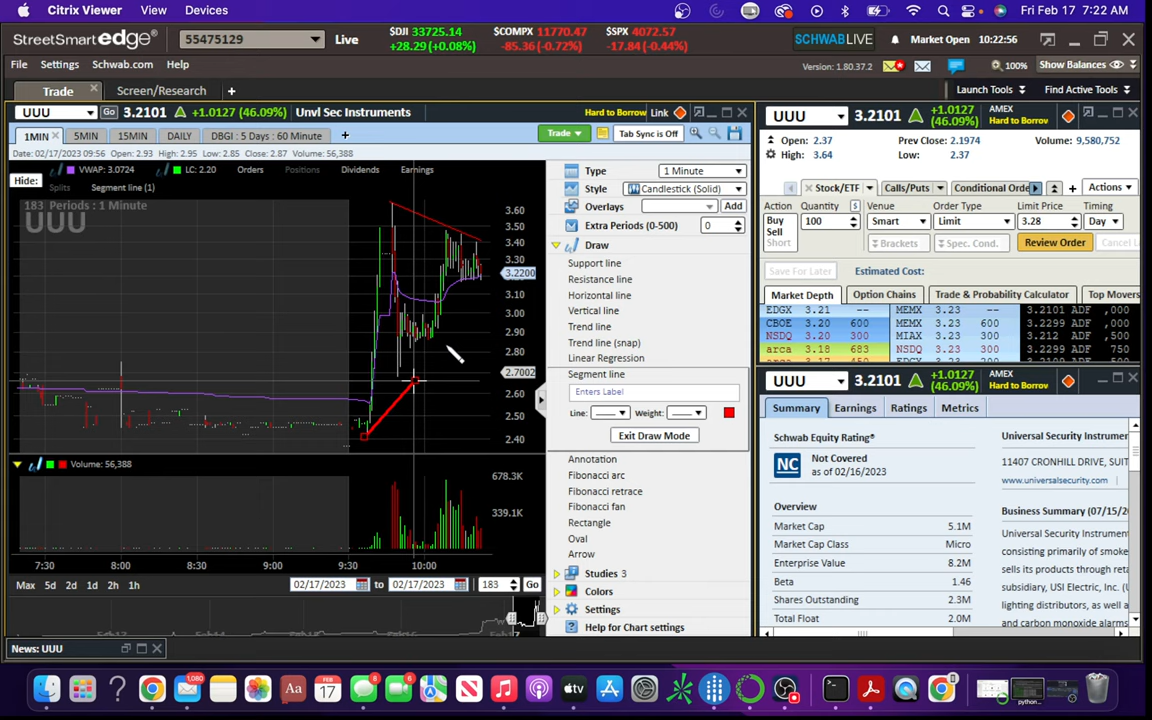 Citrix Viewer View Devices Fri Feb 17 7:22 AM
StreetSmart edge® 55475129 Live
$DJI 33725.14 $COMPX 11770.47 $SPX 4072.57
+28.29 (+0.08%) -85.36 (-0.72%) -17.84 (-0.44%)
SCHWABLIVE Market Open 10:22:56
File Settings Schwab.com Help
Version: 1.80.37.2 100% Show Balances
Trade Screen/Research +
Launch Tools Find Active Tools
UUU Go 3.2101 +1.0127 (46.09%) Unvl Sec Instruments Hard to Borrow Link
1MIN 5MIN 15MIN DAILY DBGI : 5 Days : 60 Minute +
Trade Tab Sync is Off
Date: 02/17/2023 09:56 Open: 2.93 High: 2.95 Low: 2.85 Close: 2.87 Volume: 56,388
Hide: VWAP: 3.0724 LC: 2.20 Orders Positions Dividends Earnings
Splits Segment line (1)
183 Periods : 1 Minute
UUU
3.60
3.50
3.40
3.30
3.2200
3.10
3.00
2.90
2.80
2.7002
2.60
2.50
2.40
Volume: 56,388
678.3K
339.1K
7:30 8:00 8:30 9:00 9:30 10:00
Max 5d 2d 1d 2h 1h 02/17/2023 to 02/17/2023 183 Go
News: UUU
Type 1 Minute
Style Candlestick (Solid)
Overlays Add
Extra Periods (0-500) 0
Draw
Support line
Resistance line
Horizontal line
Vertical line
Trend line
Trend line (snap)
Linear Regression
Segment line
Enters Label
Line: Weight:
Exit Draw Mode
Annotation
Fibonacci arc
Fibonacci retrace
Fibonacci fan
Rectangle
Oval
Arrow
Studies 3
Colors
Settings
Help for Chart settings
UUU 3.2101 +1.0127 (46.09%) AMEX Hard to Borrow
Open: 2.37 Prev Close: 2.1974 Volume: 9,580,752
High: 3.64 Low: 2.37
Stock/ETF Calls/Puts Conditional Orde + Actions
Action Quantity $ Venue Order Type Limit Price Timing
Buy
Sell
Short
100 Smart Limit 3.28 Day
Brackets Spec. Cond. Review Order Cancel
Save For Later Estimated Cost:
Market Depth Option Chains Trade & Probability Calculator Top Movers
EDGX 3.21 -- MEMX 3.23 -- 3.2101 ADF ,000
CBOE 3.20 600 MEMX 3.23 600 3.2299 ADF ,000
NSDQ 3.20 300 MIAX 3.23 300 3.212 ADF 500
arca 3.18 683 NSDQ 3.23 300 3.2299 ADF 750
UUU 3.2101 +1.0127 (46.09%) AMEX Hard to Borrow
Summary Earnings Ratings Metrics
Schwab Equity Rating®
NC Not Covered
as of 02/16/2023
Overview
Market Cap 5.1M
Market Cap Class Micro
Enterprise Value 8.2M
Beta 1.46
Shares Outstanding 2.3M
Total Float 2.0M
Universal Security Instrumen
11407 CRONHILL DRIVE, SUIT
www.universalsecurity.com
Business Summary (07/15/20
Universal Security Instrumen
consisting primarily of smoke
sells its products through reta
subsidiary, USI Electric, Inc. (
lighting distributors, as well as
and carbon monoxide alarms
1,080
FEB
17
8
6